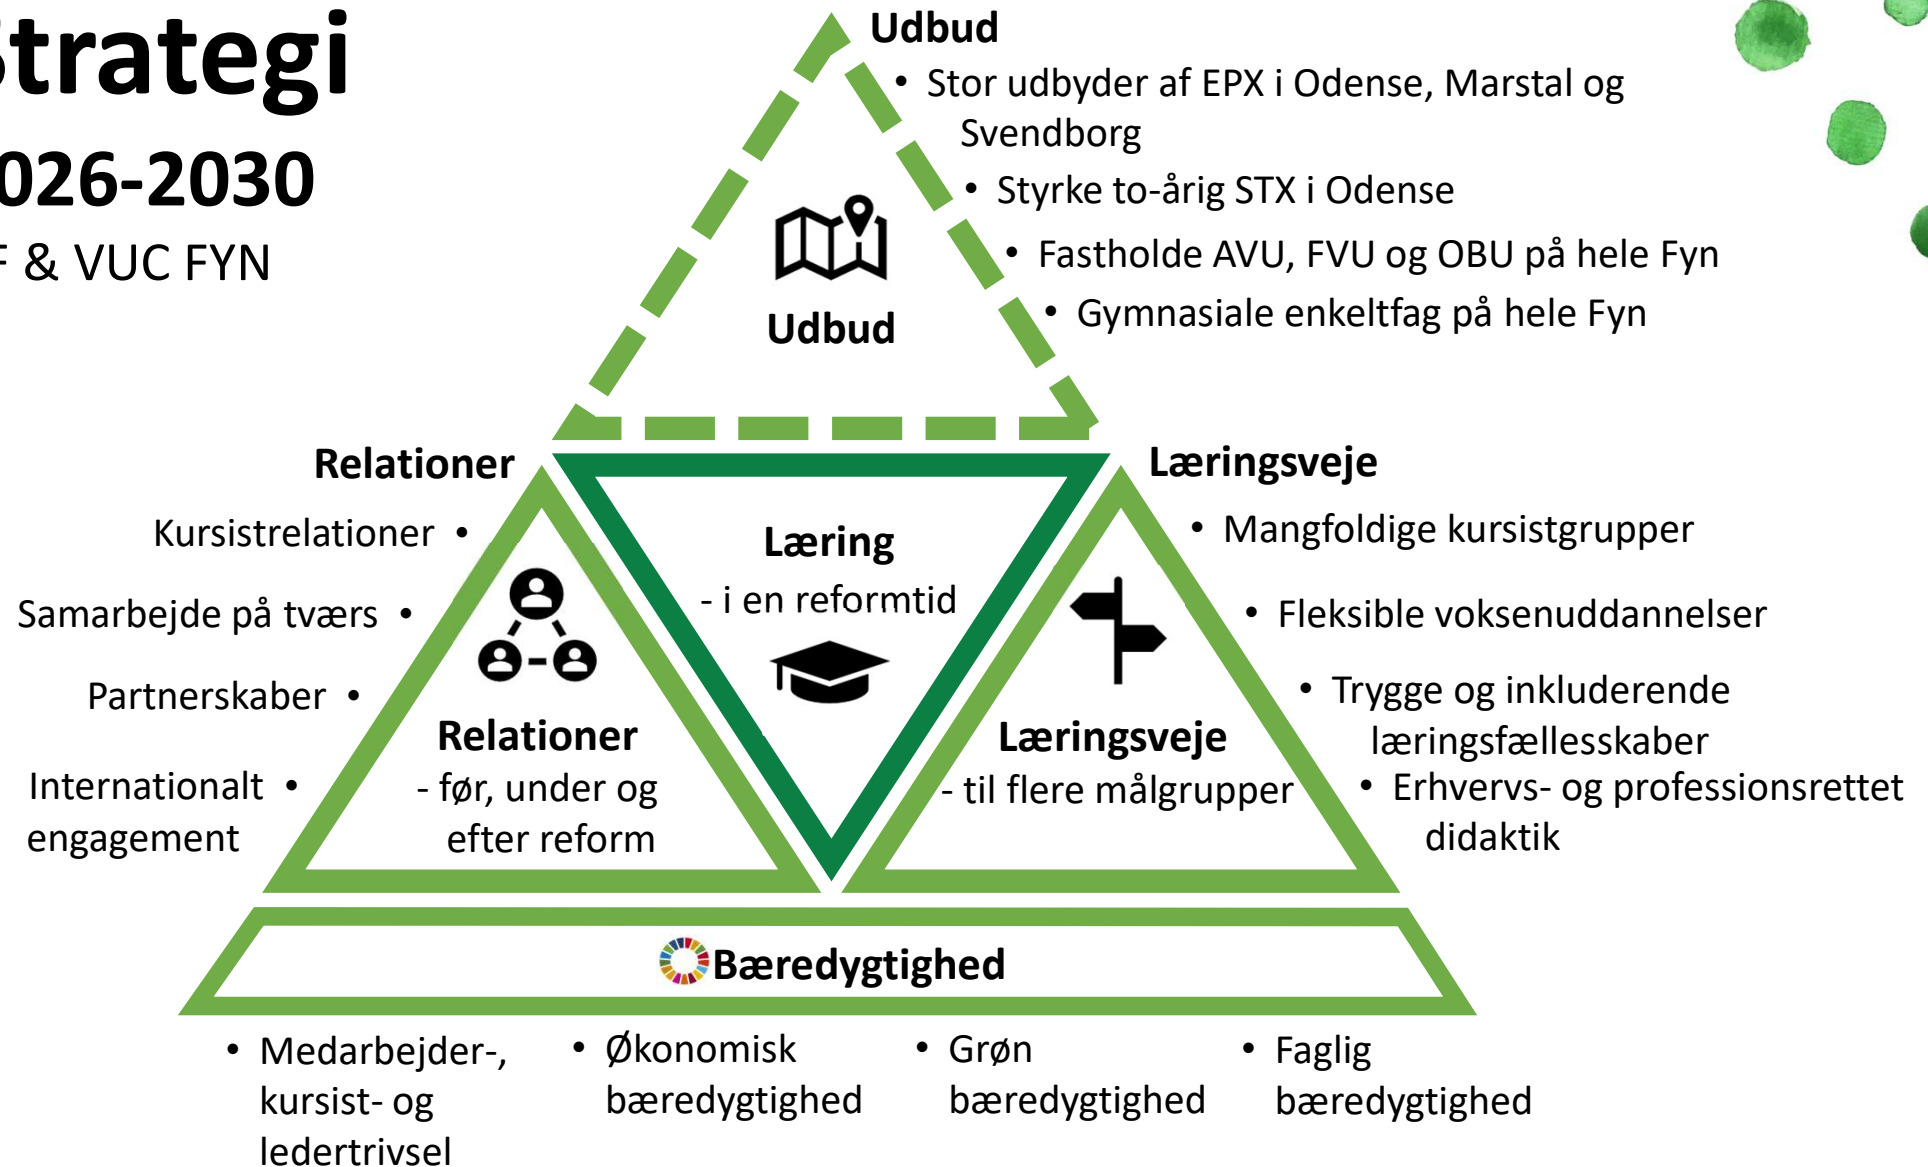 Strategi
026-2030
F & VUC FYN
Udbud
• Stor udbyder af EPX i Odense, Marstal og
Svendborg
• Styrke to-årig STX i Odense
• Fastholde AVU, FVU og OBU på hele Fyn
• Gymnasiale enkeltfag på hele Fyn
Udbud
Relationer
Kursistrelationer •
Samarbejde på tværs •
Partnerskaber •
Internationalt •
engagement
Relationer
- før, under og
efter reform
Læring
- i en reformtid
Læringsveje
- til flere målgrupper
Læringsveje
• Mangfoldige kursistgrupper
• Fleksible voksenuddannelser
• Trygge og inkluderende
læringsfællesskaber
• Erhvervs- og professionsrettet
didaktik
Bæredygtighed
• Medarbejder-,
kursist- og
ledertrivsel
• Økonomisk
bæredygtighed
• Grøn
bæredygtighed
• Faglig
bæredygtighed